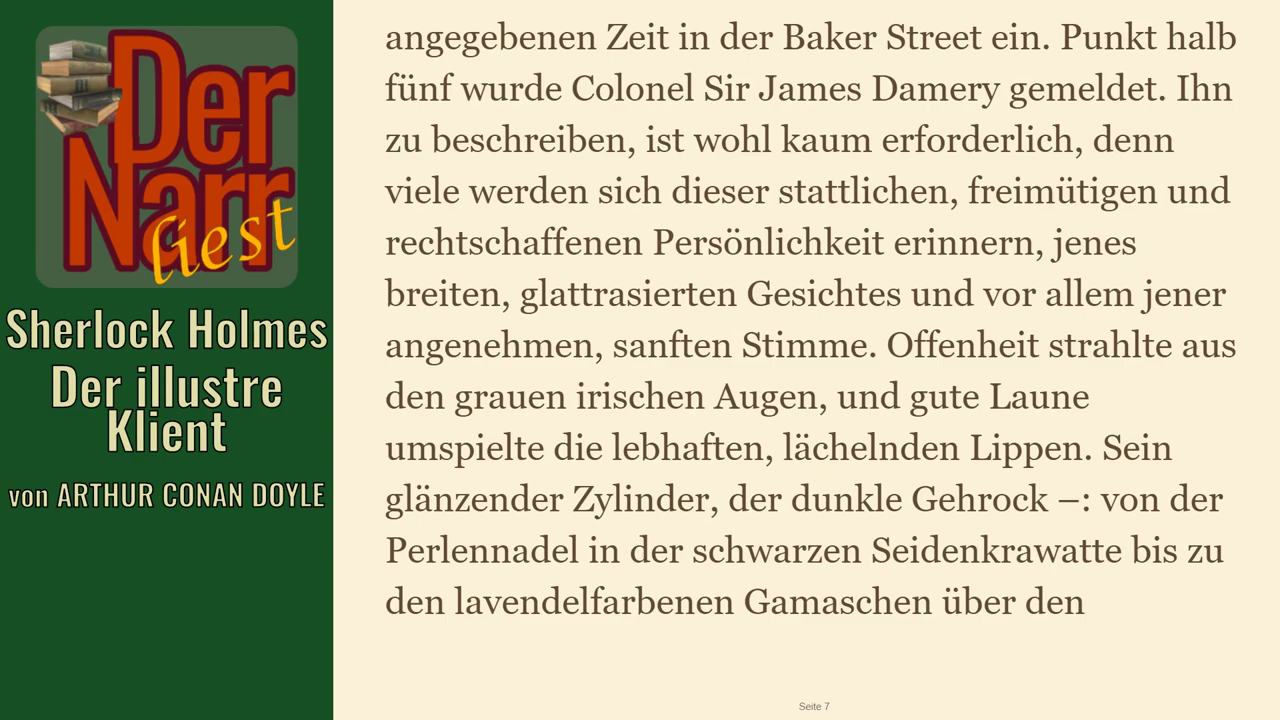 Der
Narr
liest
Sherlock Holmes
Der illustre
Klient
von ARTHUR CONAN DOYLE
angegebenen Zeit in der Baker Street ein. Punkt halb
fünf wurde Colonel Sir James Damery gemeldet. Ihn
zu beschreiben, ist wohl kaum erforderlich, denn
viele werden sich dieser stattlichen, freimütigen und
rechtschaffenen Persönlichkeit erinnern, jenes
breiten, glattrasierten Gesichtes und vor allem jener
angenehmen, sanften Stimme. Offenheit strahlte aus
den grauen irischen Augen, und gute Laune
umspielte die lebhaften, lächelnden Lippen. Sein
glänzender Zylinder, der dunkle Gehrock –: von der
Perlennadel in der schwarzen Seidenkrawatte bis zu
den lavendelfarbenen Gamaschen über den
Seite 7